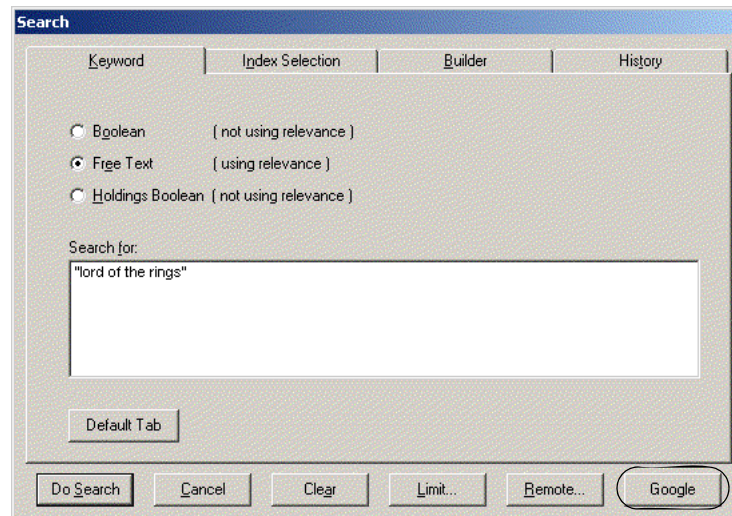 Search
Keyword Index Selection Builder History
Boolean ( not using relevance )
Free Text ( using relevance )
Holdings Boolean ( not using relevance )
Search for:
"lord of the rings"
Default Tab
Do Search Cancel Clear Limit... Remote... Google